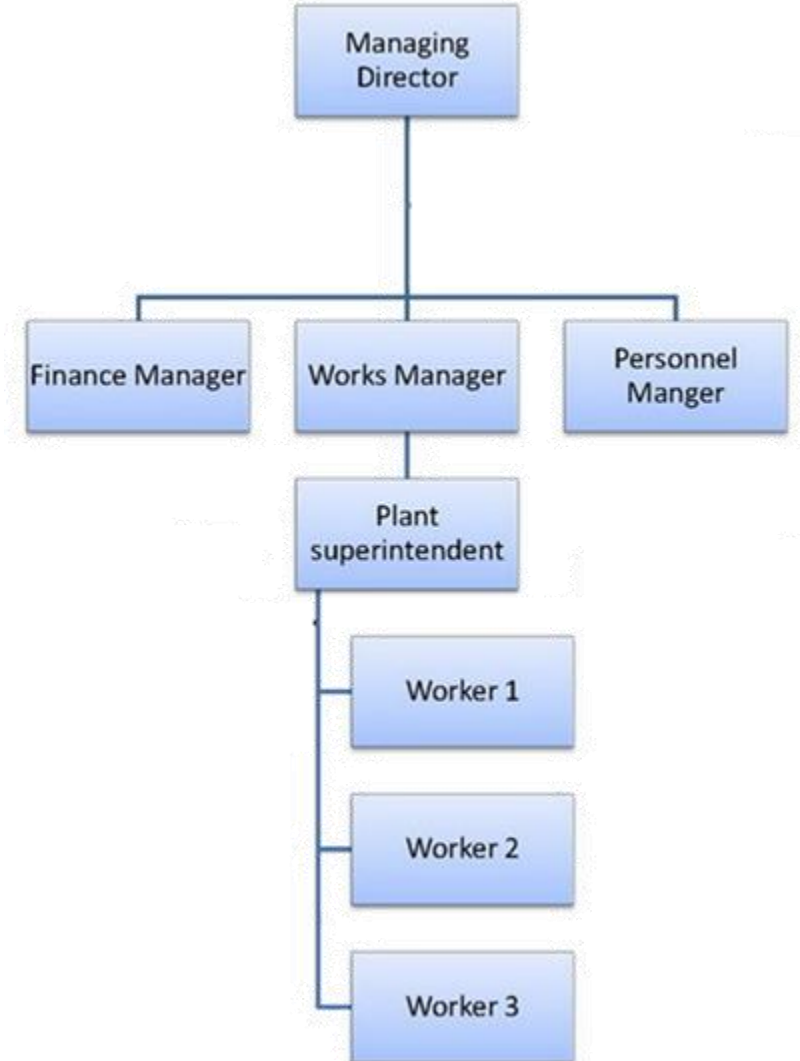 Managing
Director
Finance Manager
Works Manager
Personnel
Manger
Plant
superintendent
Worker 1
Worker 2
Worker 3